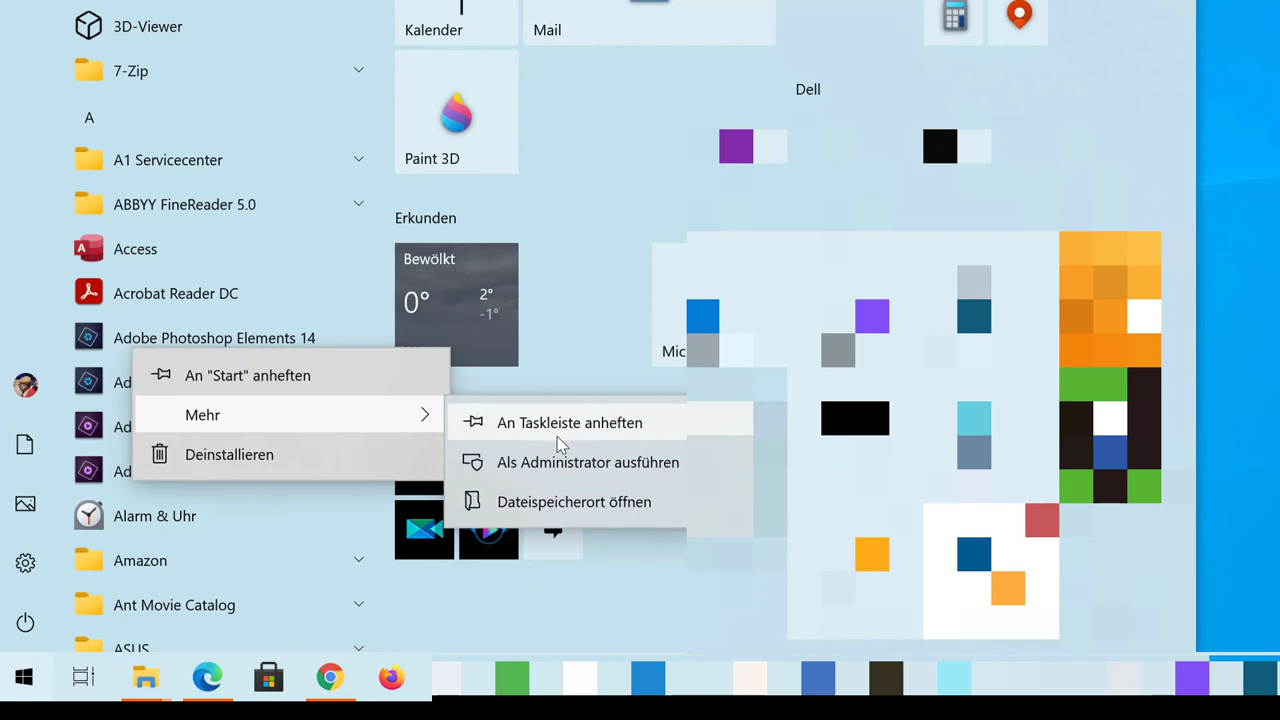 3D-Viewer
7-Zip
A
A1 Servicecenter
ABBYY FineReader 5.0
Access
Acrobat Reader DC
Adobe Photoshop Elements 14
Ad
Ad
Ad
Alarm & Uhr
Amazon
Ant Movie Catalog
ASUS
An "Start" anheften
Mehr
Deinstallieren
An Taskleiste anheften
Als Administrator ausführen
Dateispeicherort öffnen
Kalender
Mail
Paint 3D
Erkunden
Bewölkt
0°
2°
-1°
Mic
Dell